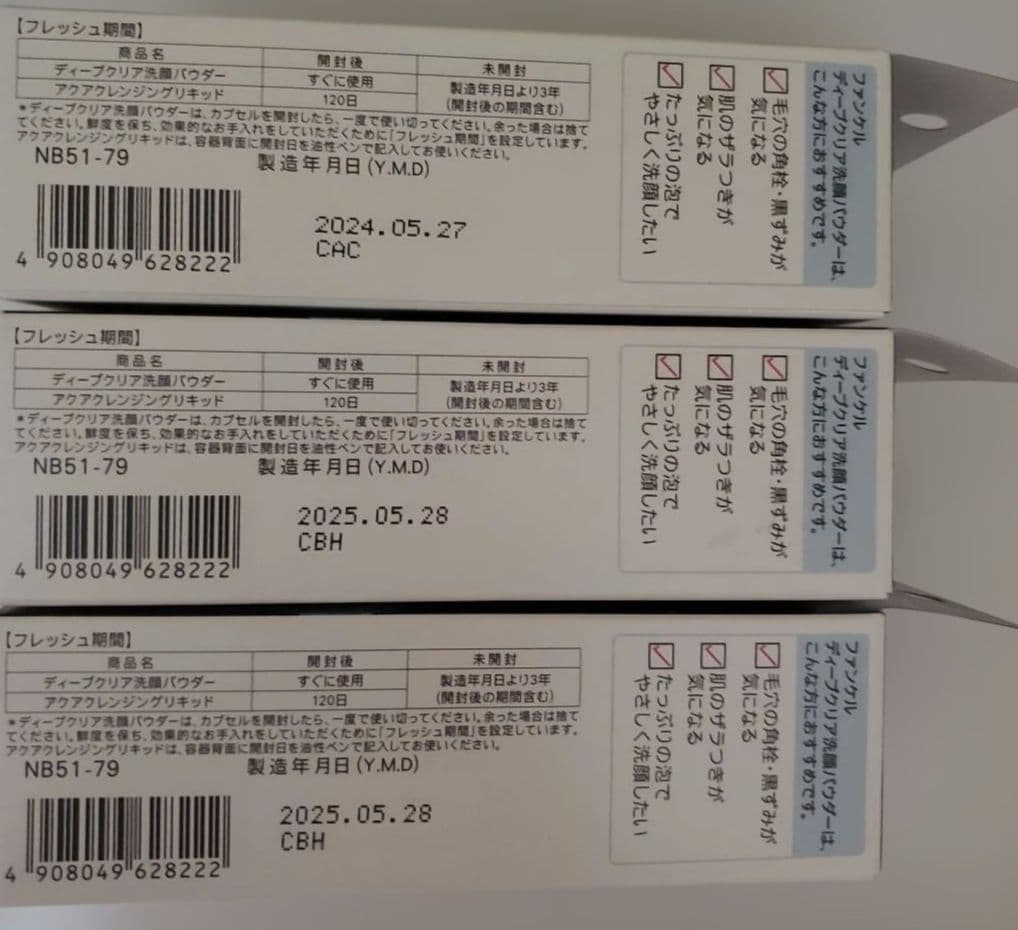 【フレッシュ期間】
商品名 開封後 未開封
ディープクリア洗顔パウダー すぐに使用 製造年月日より3年
アクアクレンジングリキッド 120日 (開封後の期間含む)
*ディープクリア洗顔パウダーは、カプセルを開封したら、一度で使い切ってください。余った場合は捨て
てください。鮮度を保ち、効果的なお手入れをしていただくために「フレッシュ期間」を設定しています。
アクアクレンジングリキッドは、容器背面に開封日を油性ペンで記入してお使いください。
NB51-79 製造年月日(Y.M.D)
2024.05.27
CAC
4 908049 628222
ファンケル
ディープクリア洗顔パウダーは、
こんな方におすすめです。
毛穴の角栓・黒ずみが
気になる
肌のザラつきが
気になる
たっぷりの泡で
やさしく洗顔したい
【フレッシュ期間】
商品名 開封後 未開封
ディープクリア洗顔パウダー すぐに使用 製造年月日より3年
アクアクレンジングリキッド 120日 (開封後の期間含む)
*ディープクリア洗顔パウダーは、カプセルを開封したら、一度で使い切ってください。余った場合は捨て
てください。鮮度を保ち、効果的なお手入れをしていただくために「フレッシュ期間」を設定しています。
アクアクレンジングリキッドは、容器背面に開封日を油性ペンで記入してお使いください。
NB51-79 製造年月日(Y.M.D)
2025.05.28
CBH
4 908049 628222
ファンケル
ディープクリア洗顔パウダーは、
こんな方におすすめです。
毛穴の角栓・黒ずみが
気になる
肌のザラつきが
気になる
たっぷりの泡で
やさしく洗顔したい
【フレッシュ期間】
商品名 開封後 未開封
ディープクリア洗顔パウダー すぐに使用 製造年月日より3年
アクアクレンジングリキッド 120日 (開封後の期間含む)
*ディープクリア洗顔パウダーは、カプセルを開封したら、一度で使い切ってください。余った場合は捨て
てください。鮮度を保ち、効果的なお手入れをしていただくために「フレッシュ期間」を設定しています。
アクアクレンジングリキッドは、容器背面に開封日を油性ペンで記入してお使いください。
NB51-79 製造年月日(Y.M.D)
2025.05.28
CBH
4 908049 628222
ファンケル
ディープクリア洗顔パウダーは、
こんな方におすすめです。
毛穴の角栓・黒ずみが
気になる
肌のザラつきが
気になる
たっぷりの泡で
やさしく洗顔したい